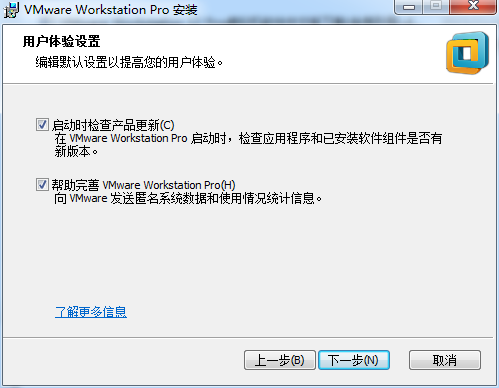 VMware Workstation Pro 安装
用户体验设置
编辑默认设置以提高您的用户体验。
启动时检查产品更新(C)
在 VMware Workstation Pro 启动时，检查应用程序和已安装软件组件是否有
新版本。
帮助完善 VMware Workstation Pro(H)
向 VMware 发送匿名系统数据和使用情况统计信息。
了解更多信息
上一步(B)
下一步(N)
取消